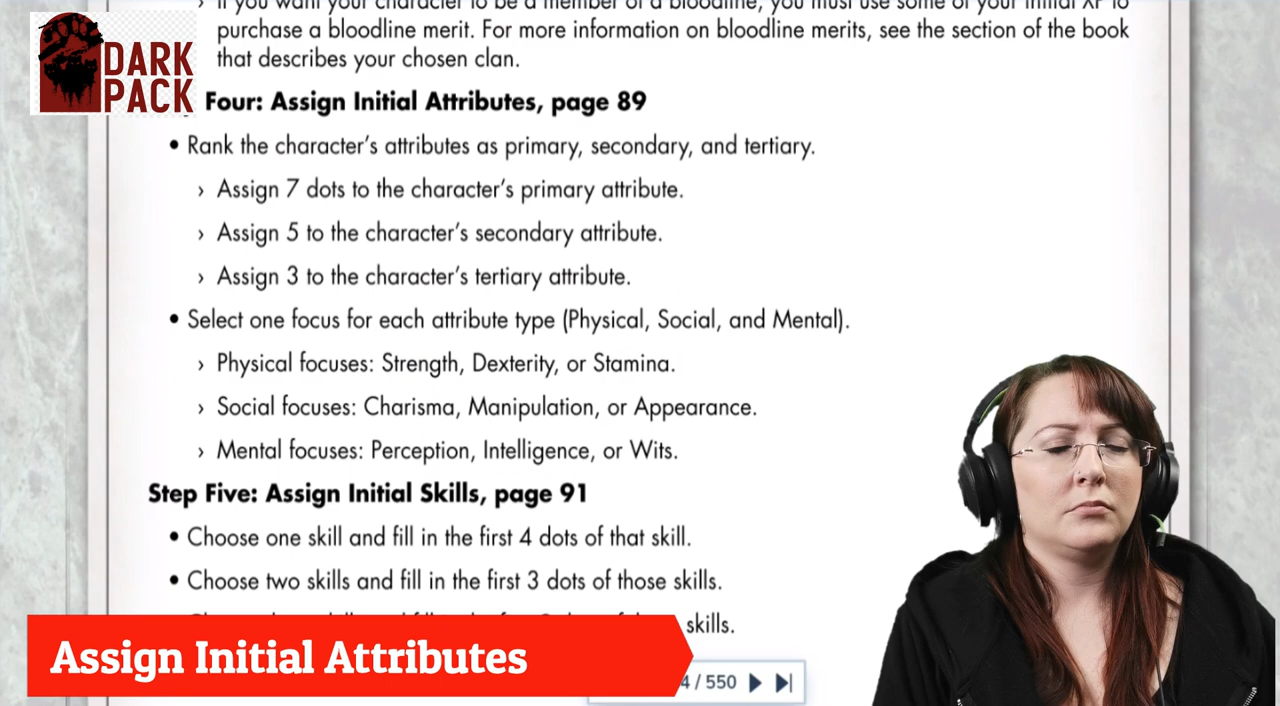 › If you want your character to be a member of a bloodline, you must use some of your initial XP to
purchase a bloodline merit. For more information on bloodline merits, see the section of the book
that describes your chosen clan.
DARK
PACK
Four: Assign Initial Attributes, page 89
• Rank the character's attributes as primary, secondary, and tertiary.
› Assign 7 dots to the character's primary attribute.
› Assign 5 to the character's secondary attribute.
› Assign 3 to the character's tertiary attribute.
• Select one focus for each attribute type (Physical, Social, and Mental).
› Physical focuses: Strength, Dexterity, or Stamina.
› Social focuses: Charisma, Manipulation, or Appearance.
› Mental focuses: Perception, Intelligence, or Wits.
Step Five: Assign Initial Skills, page 91
• Choose one skill and fill in the first 4 dots of that skill.
• Choose two skills and fill in the first 3 dots of those skills.
skills.
Assign Initial Attributes
4 / 550